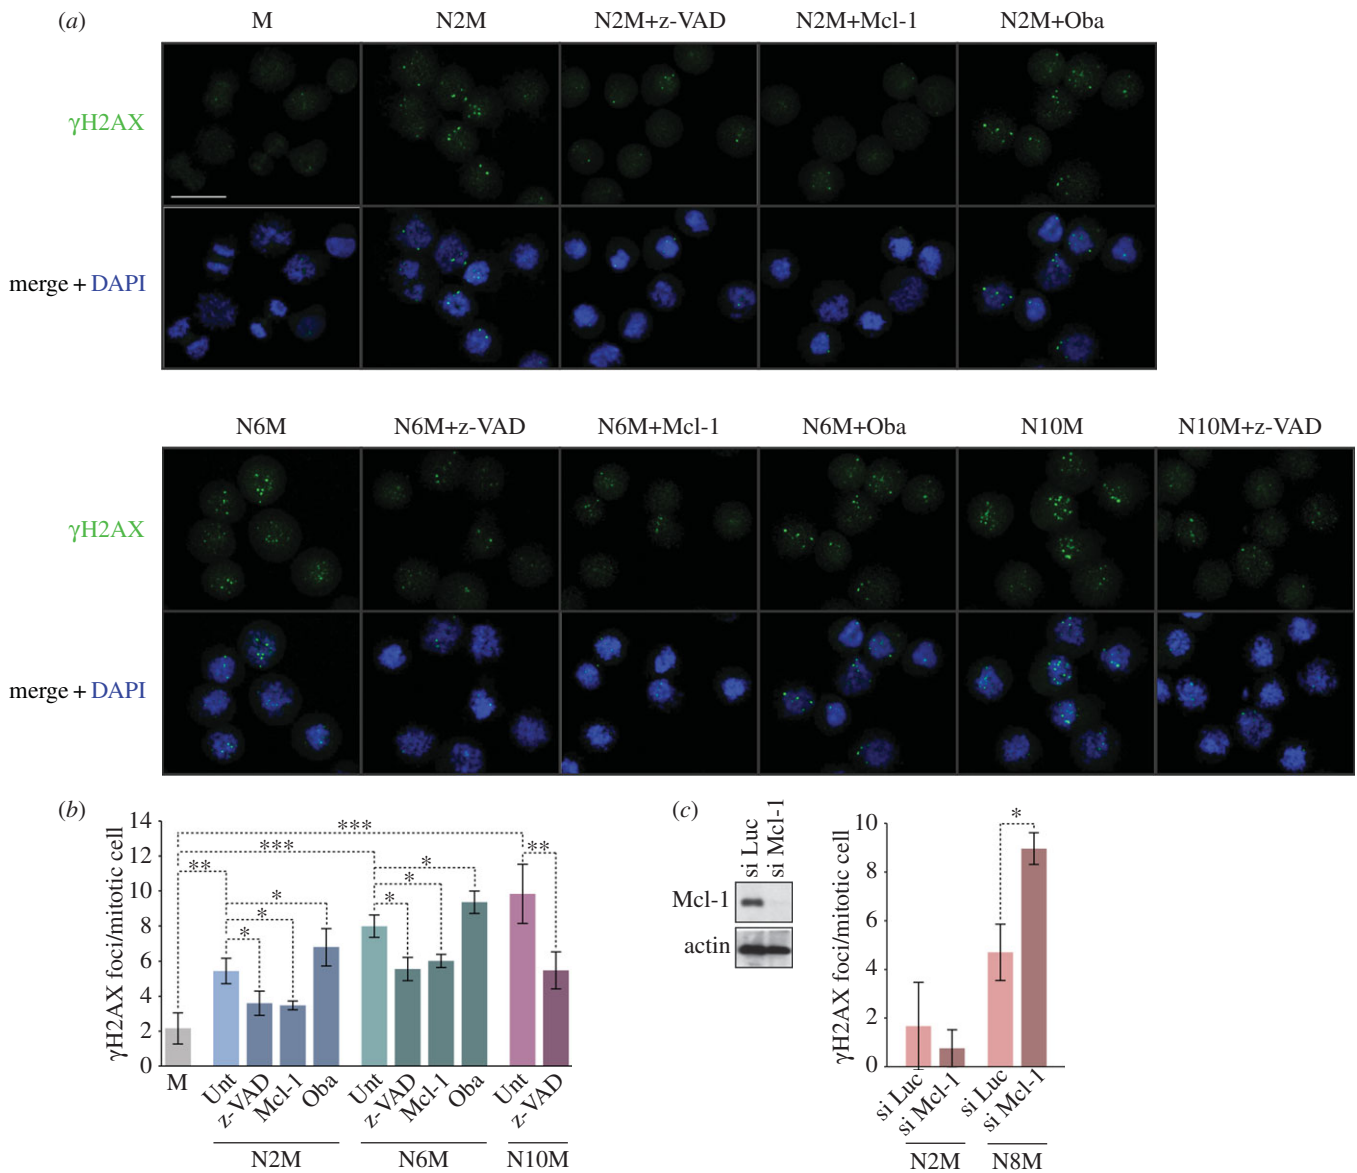 (a)
M N2M N2M+z-VAD N2M+Mcl-1 N2M+Oba
γH2AX
merge + DAPI
N6M N6M+z-VAD N6M+Mcl-1 N6M+Oba N10M N10M+z-VAD
γH2AX
merge + DAPI
(b)
γH2AX foci/mitotic cell
14
12
10
8
6
4
2
0
***
***
**
*
*
*
*
*
*
**
M
Unt z-VAD Mcl-1 Oba
Unt z-VAD Mcl-1 Oba
Unt z-VAD
N2M N6M N10M
(c)
si Luc si Mcl-1
Mcl-1
actin
γH2AX foci/mitotic cell
10
8
6
4
2
0
*
si Luc si Mcl-1 si Luc si Mcl-1
N2M N8M